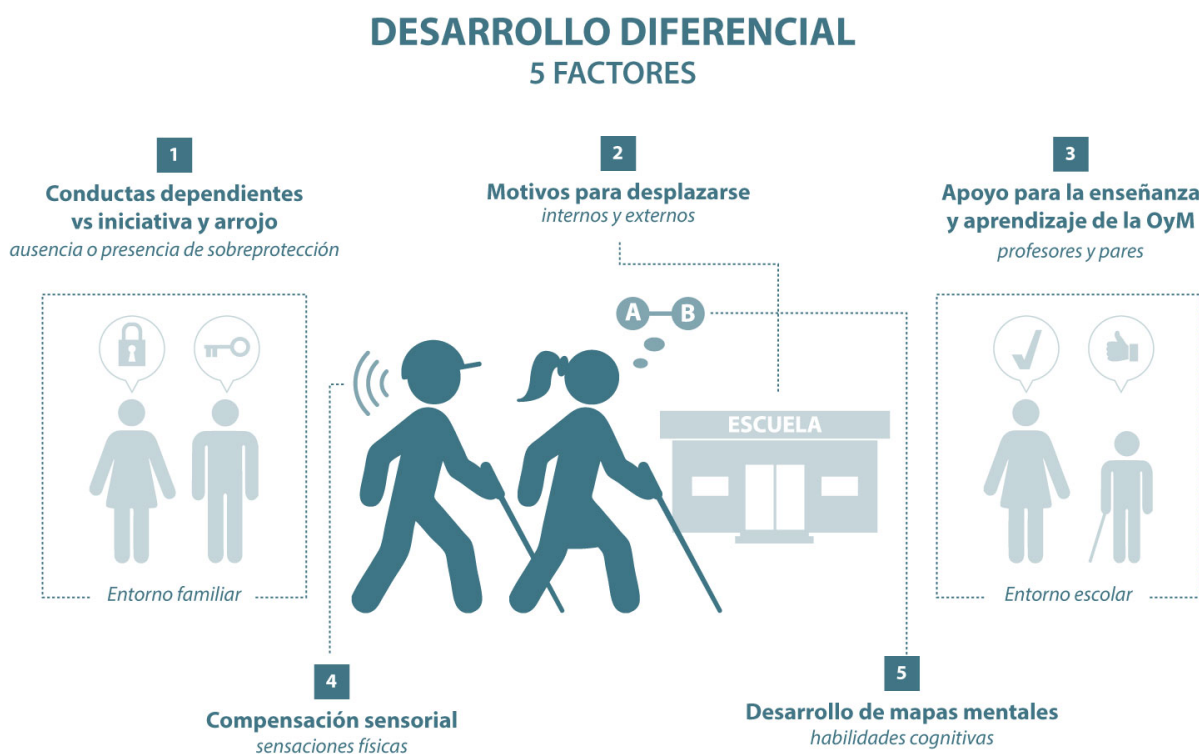 DESARROLLO DIFERENCIAL
5 FACTORES
1
Conductas dependientes
vs iniciativa y arrojo
ausencia o presencia de sobreprotección
2
Motivos para desplazarse
internos y externos
3
Apoyo para la enseñanza
y aprendizaje de la OyM
profesores y pares
A
B
ESCUELA
Entorno familiar
Entorno escolar
4
Compensación sensorial
sensaciones físicas
5
Desarrollo de mapas mentales
habilidades cognitivas